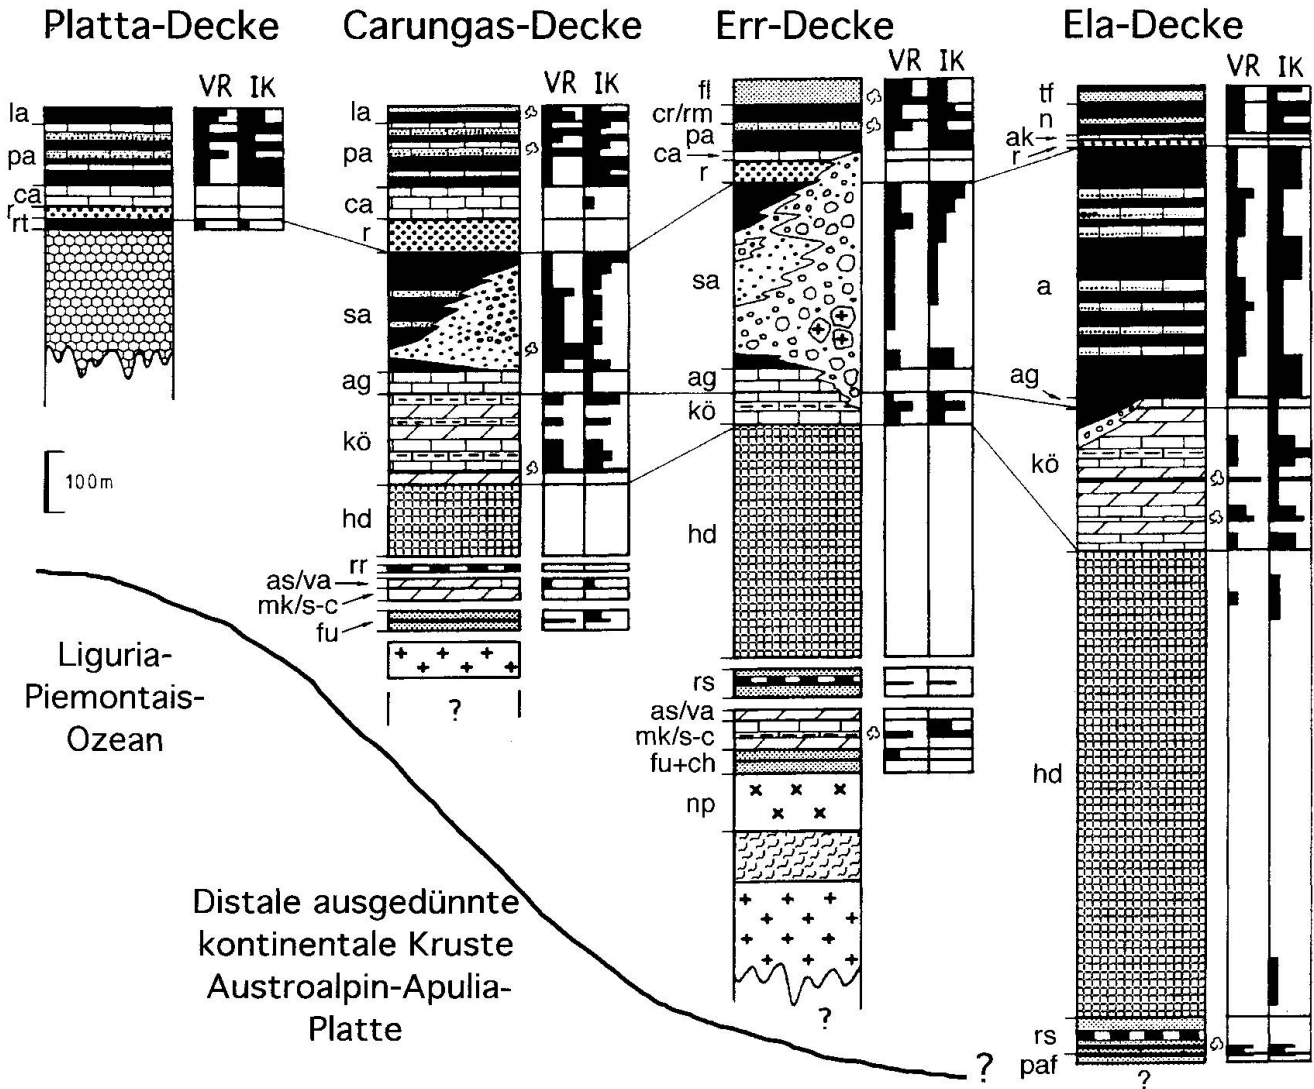 Platta-Decke
VR IK
la
pa
ca
r
rt
100m
Carungas-Decke
VR IK
la
pa
ca
r
sa
ag
kö
hd
rr
as/va
mk/s-c
fu
?
Err-Decke
VR IK
fl
cr/rm
pa
ca
r
sa
ag
kö
hd
rs
as/va
mk/s-c
fu+ch
np
?
Ela-Decke
VR IK
tf
n
ak
r
a
ag
kö
hd
rs
paf
?
Liguria-
Piemontais-
Ozean
Distale ausgedünnte
kontinentale Kruste
Austroalpin-Apulia-
Platte
?